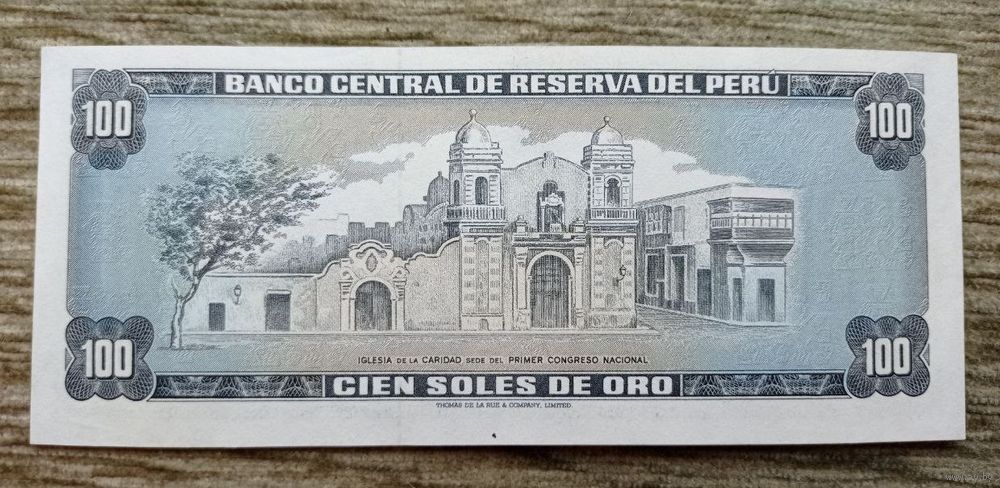 BANCO CENTRAL DE RESERVA DEL PERÚ
100 100
IGLESIA DE LA CARIDAD SEDE DEL PRIMER CONGRESO NACIONAL
100 100
CIEN SOLES DE ORO
THOMAS DE LA RUE & COMPANY, LIMITED.